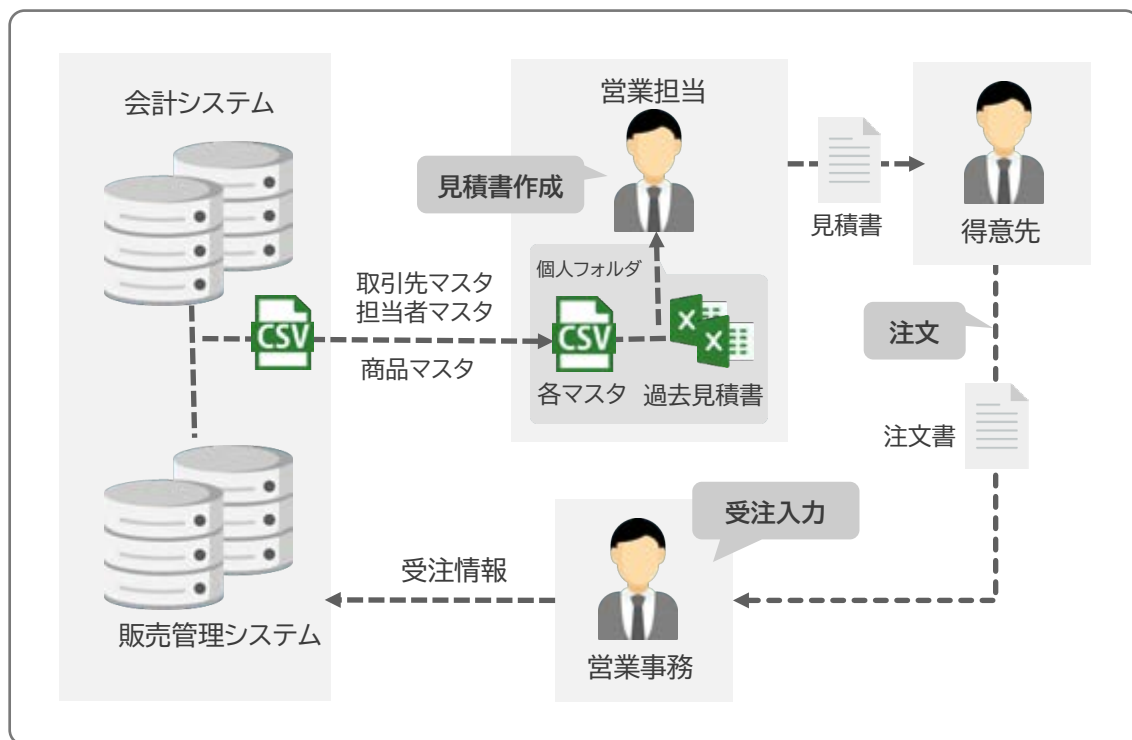 会計システム
CSV
取引先マスタ
担当者マスタ
商品マスタ
販売管理システム
営業担当
見積書作成
個人フォルダ
CSV
各マスタ
X
X
過去見積書
見積書
得意先
注文
注文書
受注入力
営業事務
受注情報